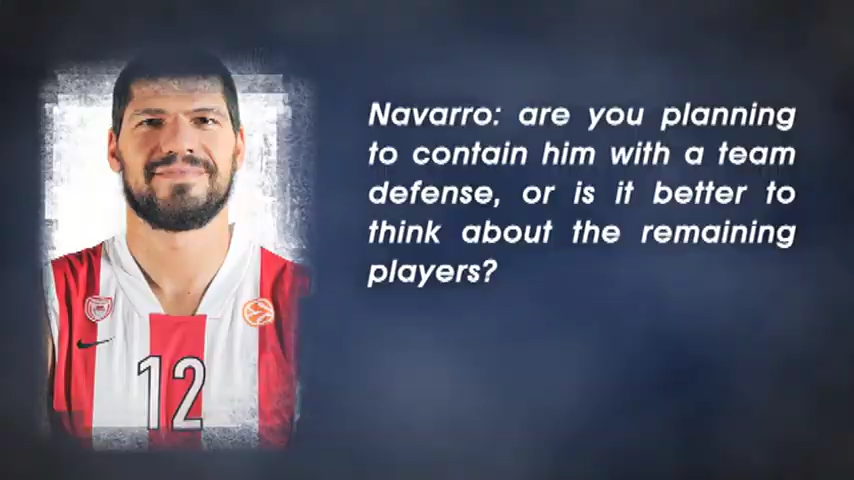 Navarro: are you planning
to contain him with a team
defense, or is it better to
think about the remaining
players?
12